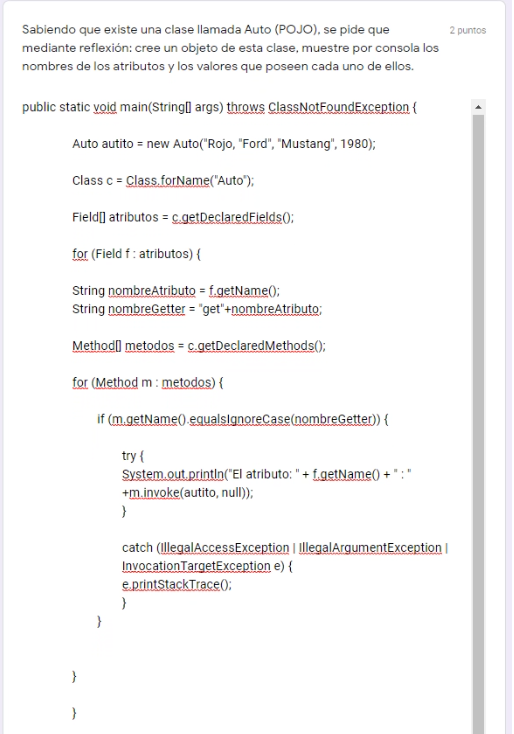 Sabiendo que existe una clase llamada Auto (POJO), se pide que
2 puntos
mediante reflexión: cree un objeto de esta clase, muestre por consola los
nombres de los atributos y los valores que poseen cada uno de ellos.
public static void main(String[] args) throws ClassNotFoundException {
Auto autito = new Auto("Rojo, "Ford", "Mustang", 1980);
Class c = Class.forName("Auto");
Field[] atributos = c.getDeclaredFields();
for (Field f : atributos) {
String nombreAtributo = f.getName();
String nombreGetter = "get"+nombreAtributo;
Method[] metodos = c.getDeclaredMethods();
for (Method m : metodos) {
if (m.getName().equalsIgnoreCase(nombreGetter)) {
try {
System.out.println("El atributo: " + f.getName() + " : "
+m.invoke(autito, null));
}
catch (IllegalAccessException | IllegalArgumentException |
InvocationTargetException e) {
e.printStackTrace();
}
}
}
}